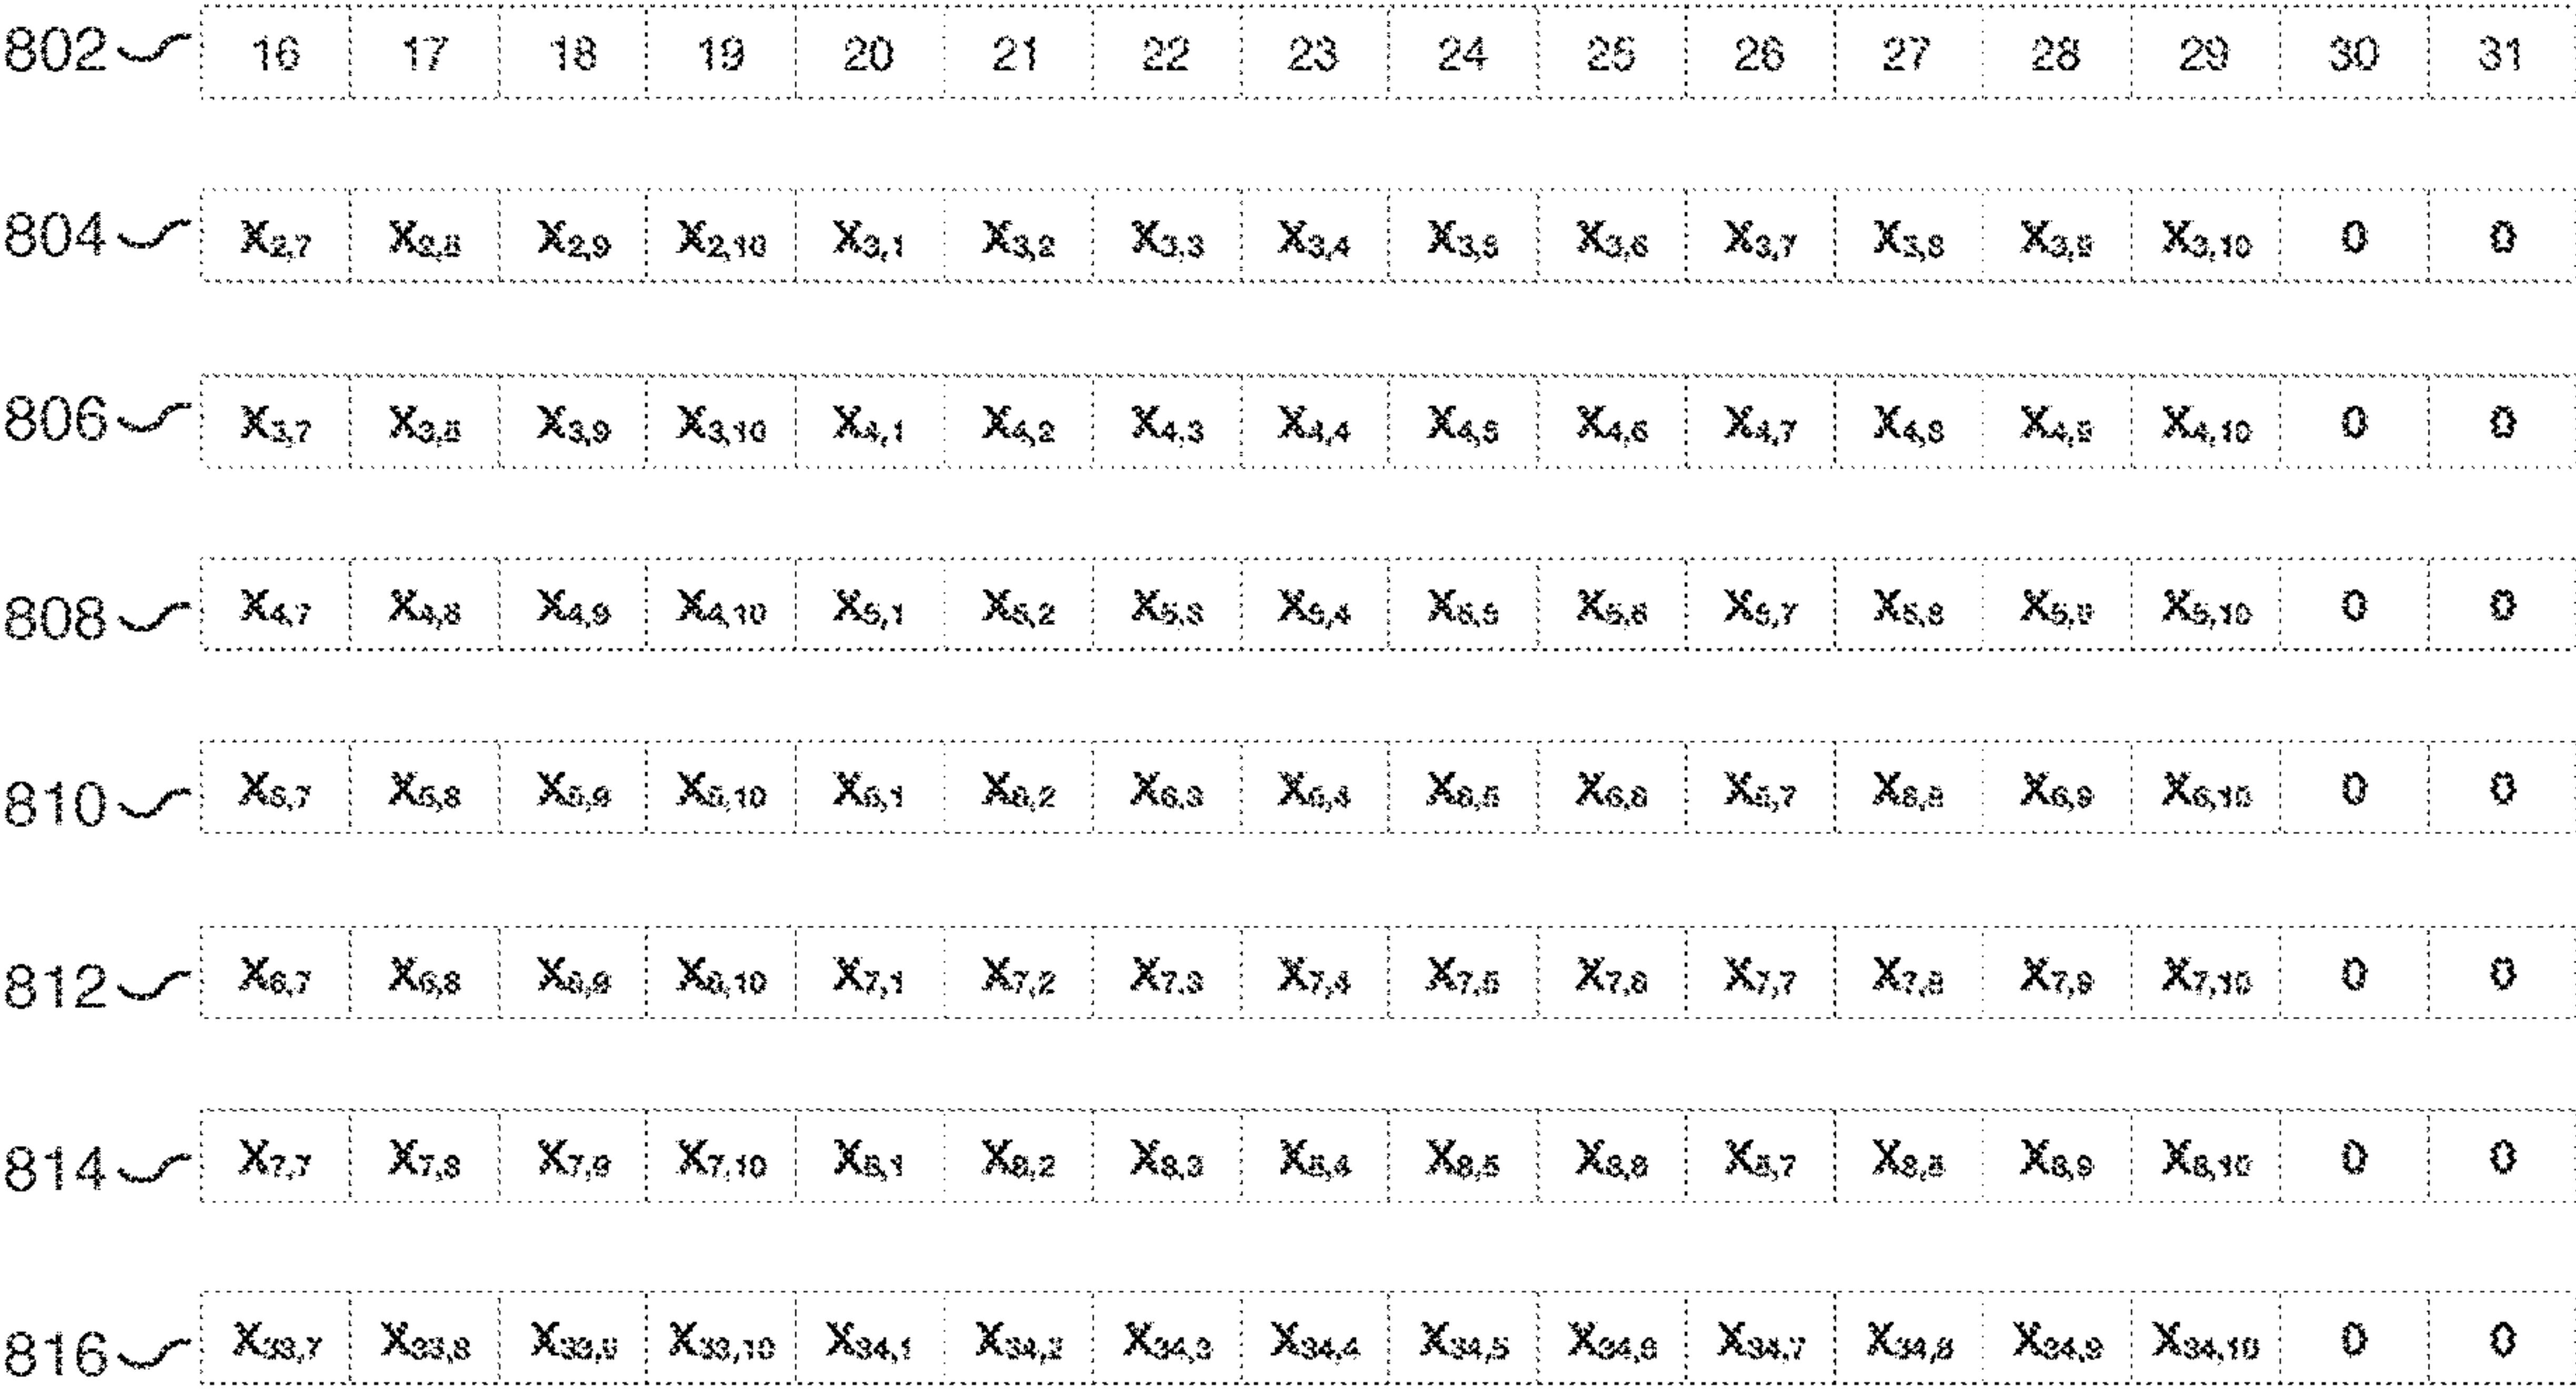 802 16 17 18 19 20 21 22 23 24 25 26 27 28 29 30 31
804 X2,7 X2,8 X2,9 X2,10 X3,1 X3,2 X3,3 X3,4 X3,5 X3,6 X3,7 X3,8 X3,9 X3,10 0 0
806 X3,7 X3,8 X3,9 X3,10 X4,1 X4,2 X4,3 X4,4 X4,5 X4,6 X4,7 X4,8 X4,9 X4,10 0 0
808 X4,7 X4,8 X4,9 X4,10 X5,1 X5,2 X5,3 X5,4 X5,5 X5,6 X5,7 X5,8 X5,9 X5,10 0 0
810 X5,7 X5,8 X5,9 X5,10 X6,1 X6,2 X6,3 X6,4 X6,5 X6,6 X6,7 X6,8 X6,9 X6,10 0 0
812 X6,7 X6,8 X6,9 X6,10 X7,1 X7,2 X7,3 X7,4 X7,5 X7,6 X7,7 X7,8 X7,9 X7,10 0 0
814 X7,7 X7,8 X7,9 X7,10 X8,1 X8,2 X8,3 X8,4 X8,5 X8,6 X8,7 X8,8 X8,9 X8,10 0 0
816 X33,7 X33,8 X33,9 X33,10 X34,1 X34,2 X34,3 X34,4 X34,5 X34,6 X34,7 X34,8 X34,9 X34,10 0 0